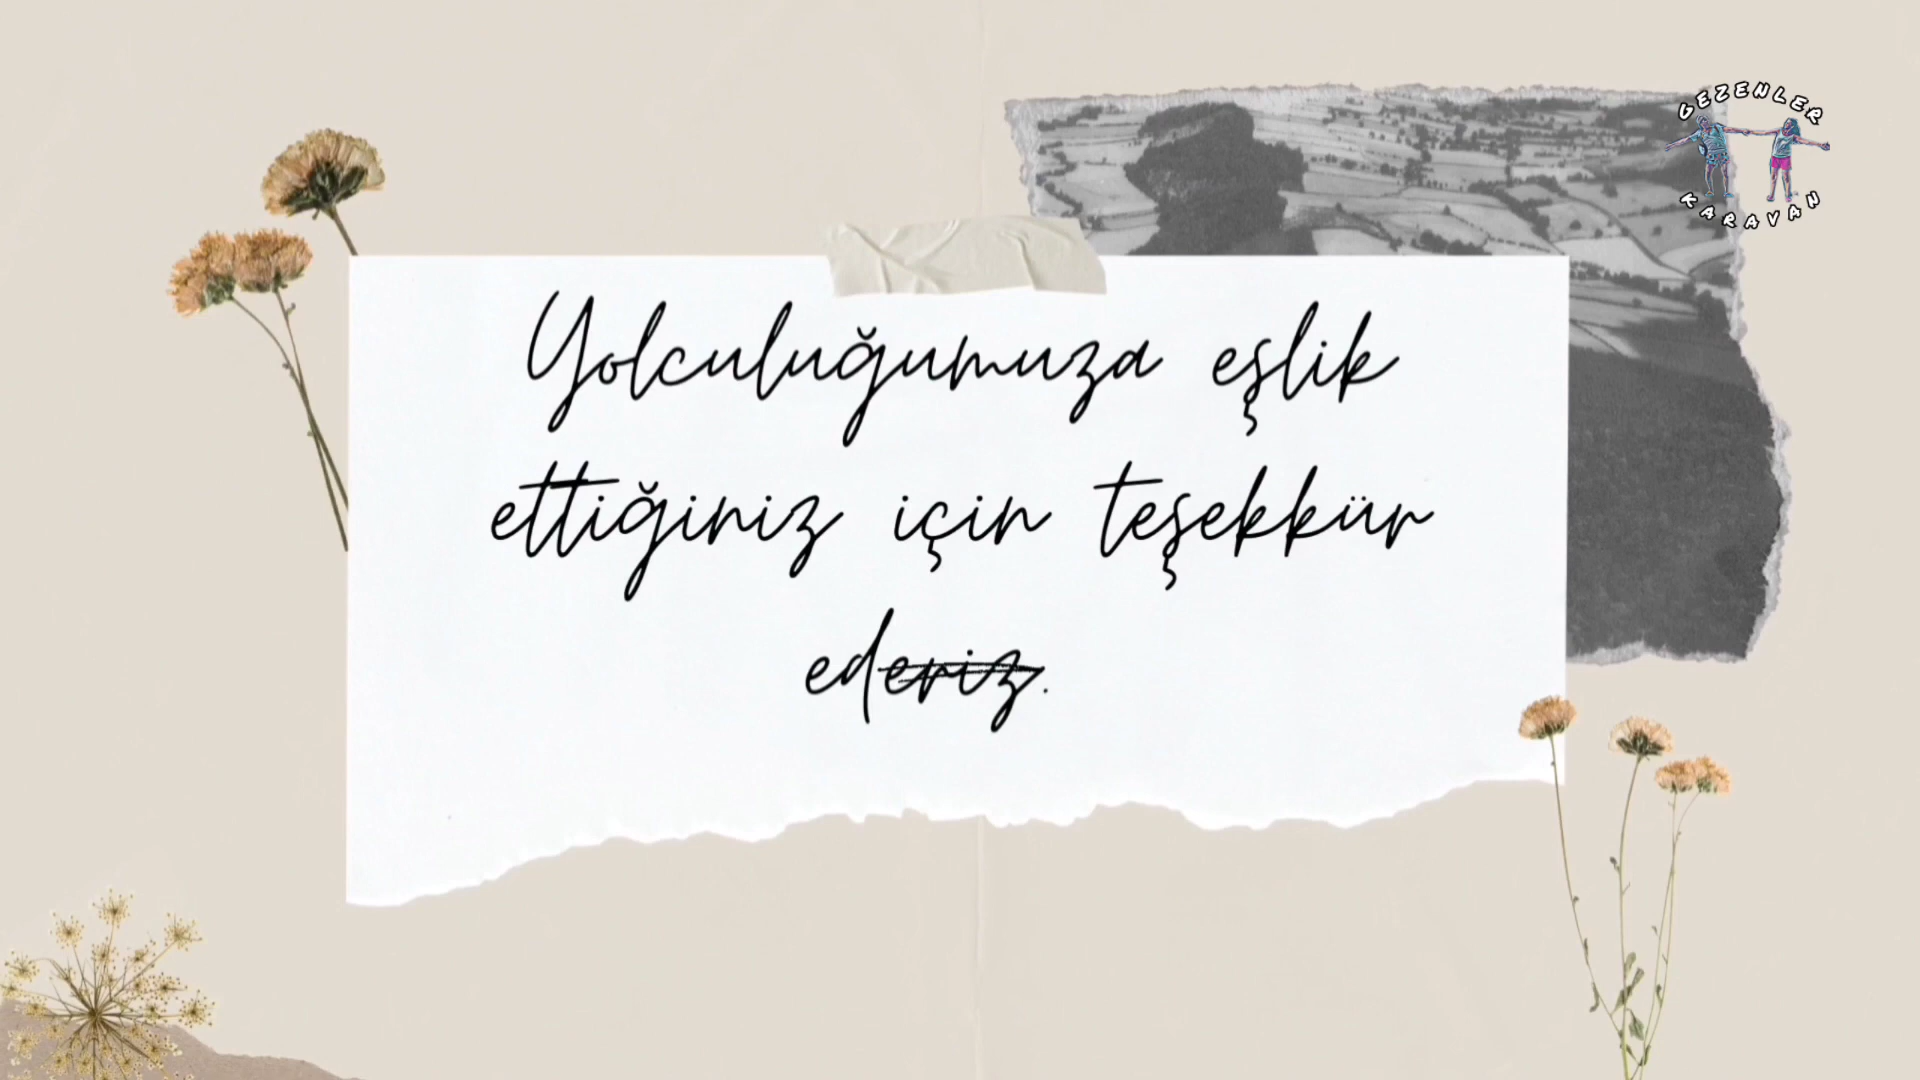 GEZENLER
KARAVAN
Yolculuğumuza eşlik
ettiğiniz için teşekkür
ederiz.